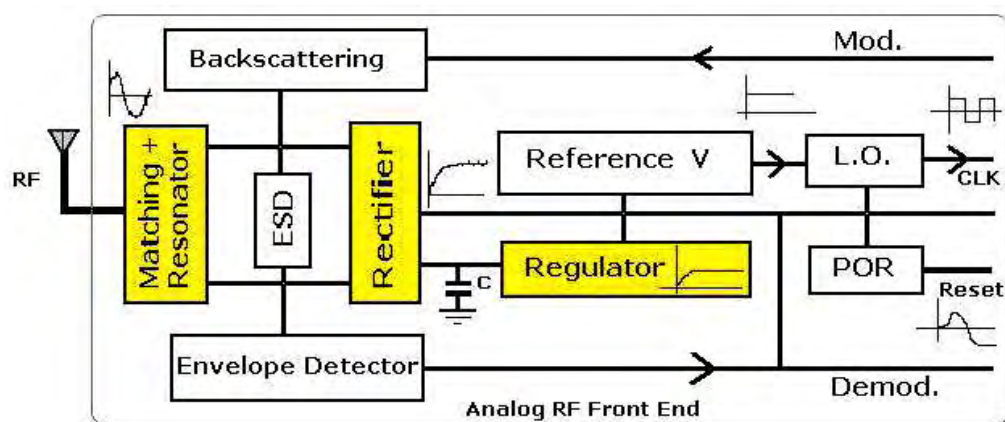 Backscattering
Mod.
RF
Matching +
Resonator
ESD
Rectifier
Reference V
L.O.
CLK
Regulator
C
POR
Reset
Envelope Detector
Demod.
Analog RF Front End